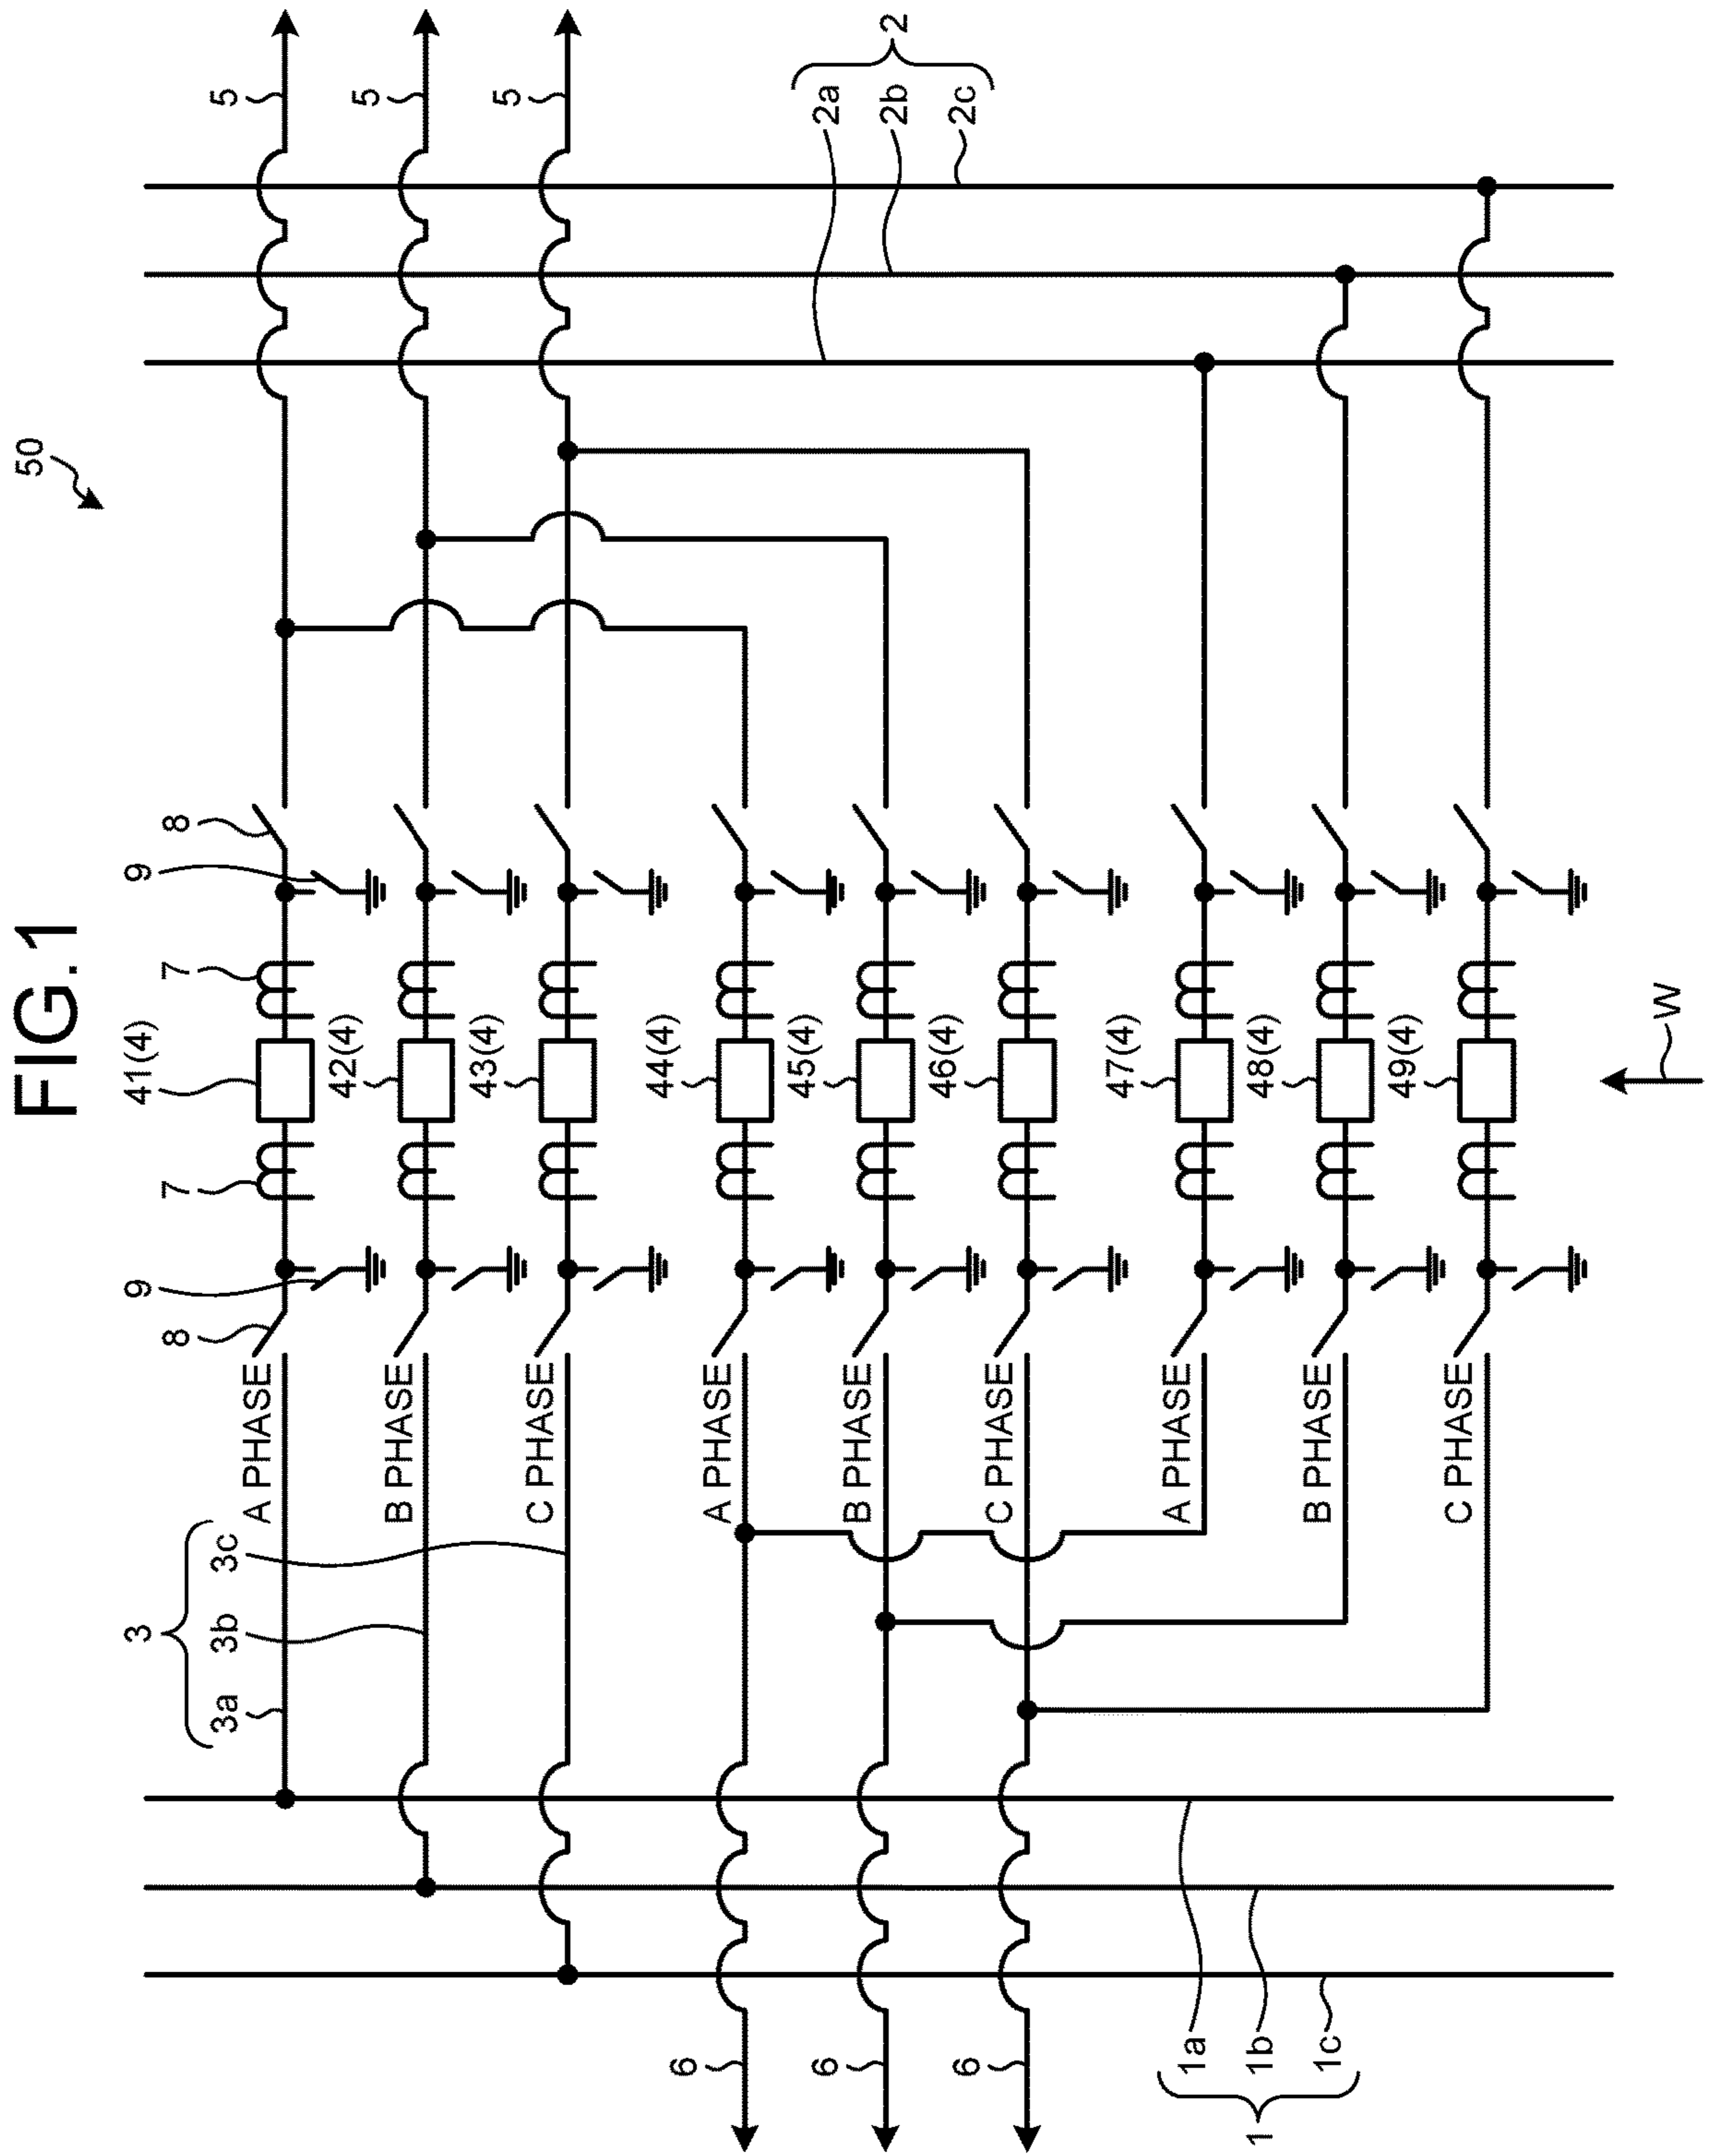 FIG.1
50
3
9
41(4)
9
8
7
7
8
3a
3b
3c
5
A PHASE
42(4)
5
B PHASE
43(4)
5
C PHASE
44(4)
6
A PHASE
45(4)
6
2a
B PHASE
2b
2
46(4)
6
2c
C PHASE
47(4)
A PHASE
1a
48(4)
1
1b
B PHASE
1c
49(4)
C PHASE
W